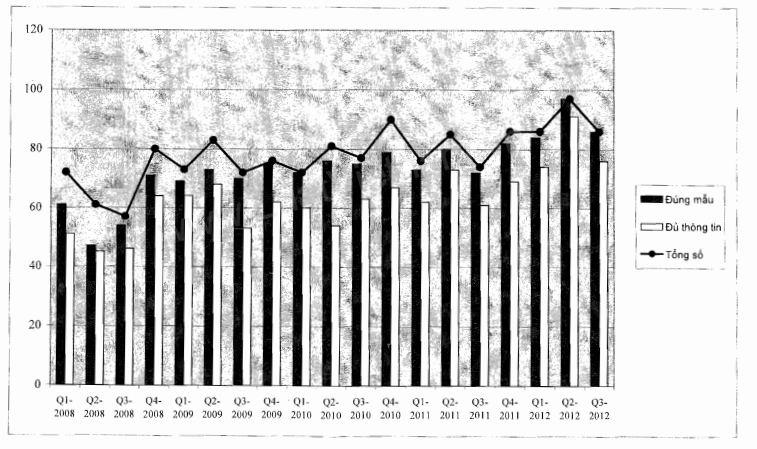 120
100
80
60
40
20
0
Q1-2008
Q2-2008
Q3-2008
Q4-2008
Q1-2009
Q2-2009
Q3-2009
Q4-2009
Q1-2010
Q2-2010
Q3-2010
Q4-2010
Q1-2011
Q2-2011
Q3-2011
Q4-2011
Q1-2012
Q2-2012
Q3-2012
Đúng mẫu
Đủ thông tin
Tổng số